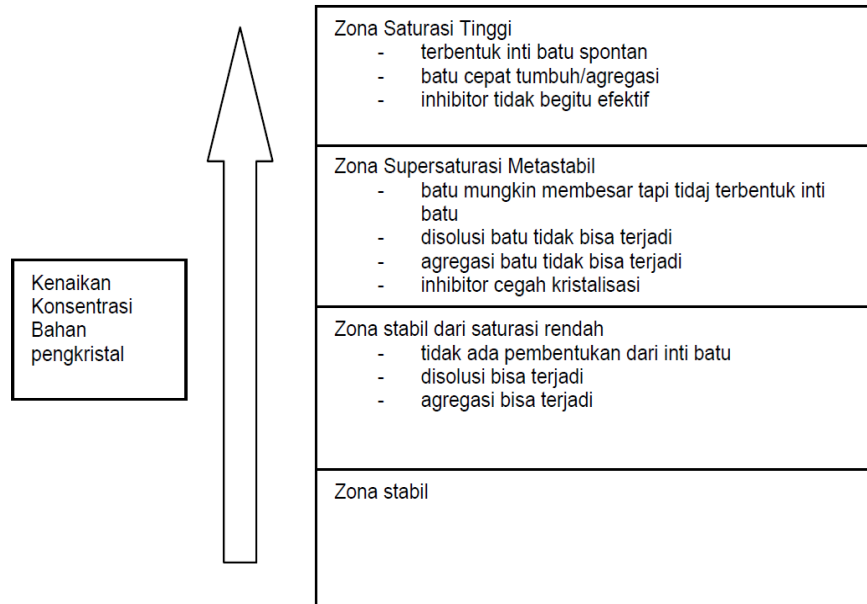 Zona Saturasi Tinggi
- terbentuk inti batu spontan
- batu cepat tumbuh/agregasi
- inhibitor tidak begitu efektif
Zona Supersaturasi Metastabil
- batu mungkin membesar tapi tidaj terbentuk inti
batu
- disolusi batu tidak bisa terjadi
- agregasi batu tidak bisa terjadi
- inhibitor cegah kristalisasi
Kenaikan
Konsentrasi
Bahan
pengkristal
Zona stabil dari saturasi rendah
- tidak ada pembentukan dari inti batu
- disolusi bisa terjadi
- agregasi bisa terjadi
Zona stabil